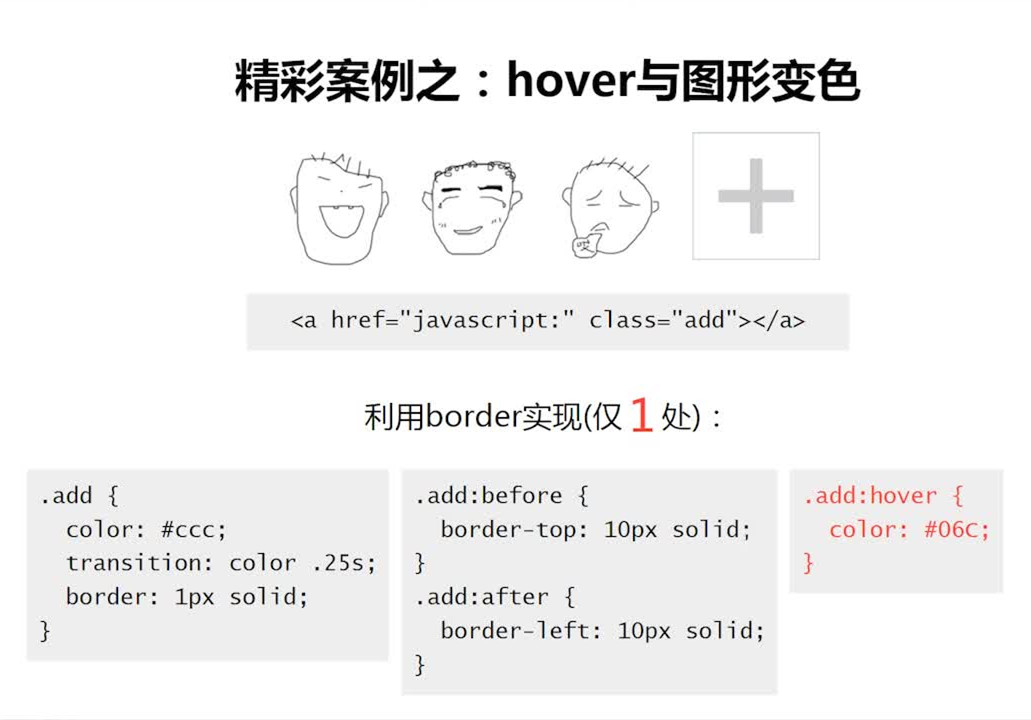 精彩案例之：hover与图形变色
<a href="javascript:" class="add"></a>
利用border实现(仅 1 处)：
.add {
color: #ccc;
transition: color .25s;
border: 1px solid;
}
.add:before {
border-top: 10px solid;
}
.add:after {
border-left: 10px solid;
}
.add:hover {
color: #06C;
}